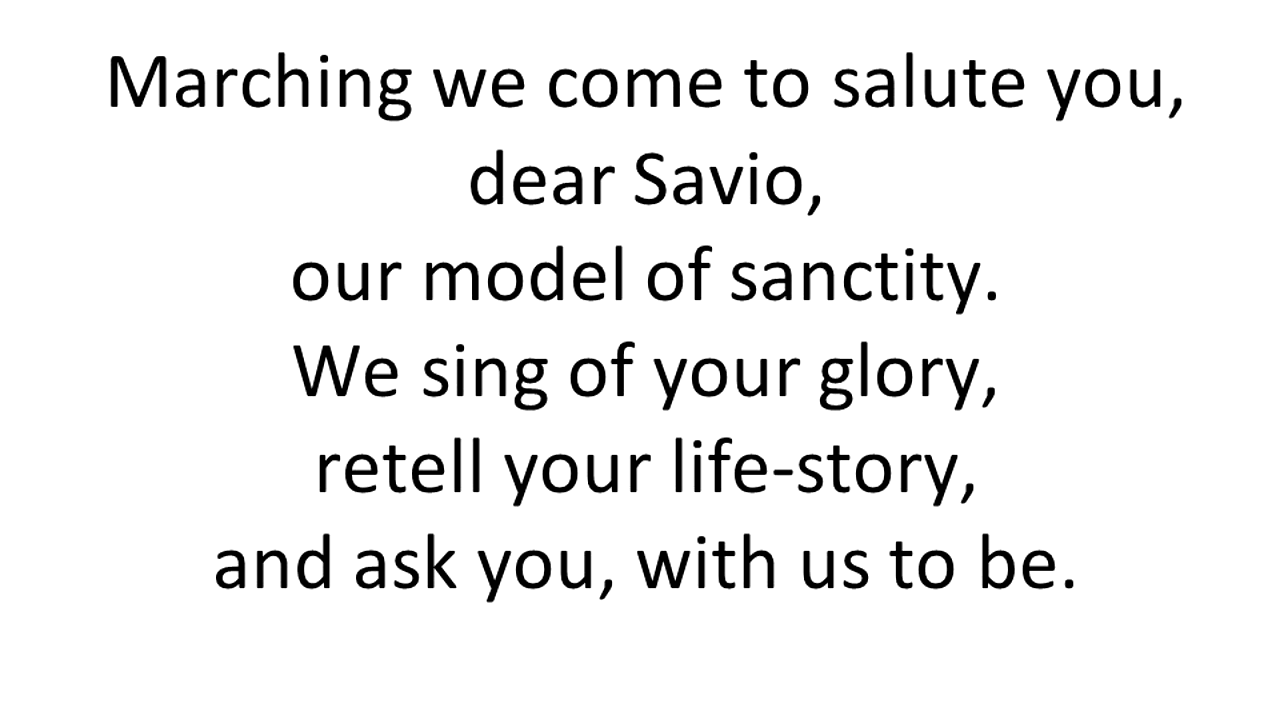 Marching we come to salute you,
dear Savio,
our model of sanctity.
We sing of your glory,
retell your life-story,
and ask you, with us to be.